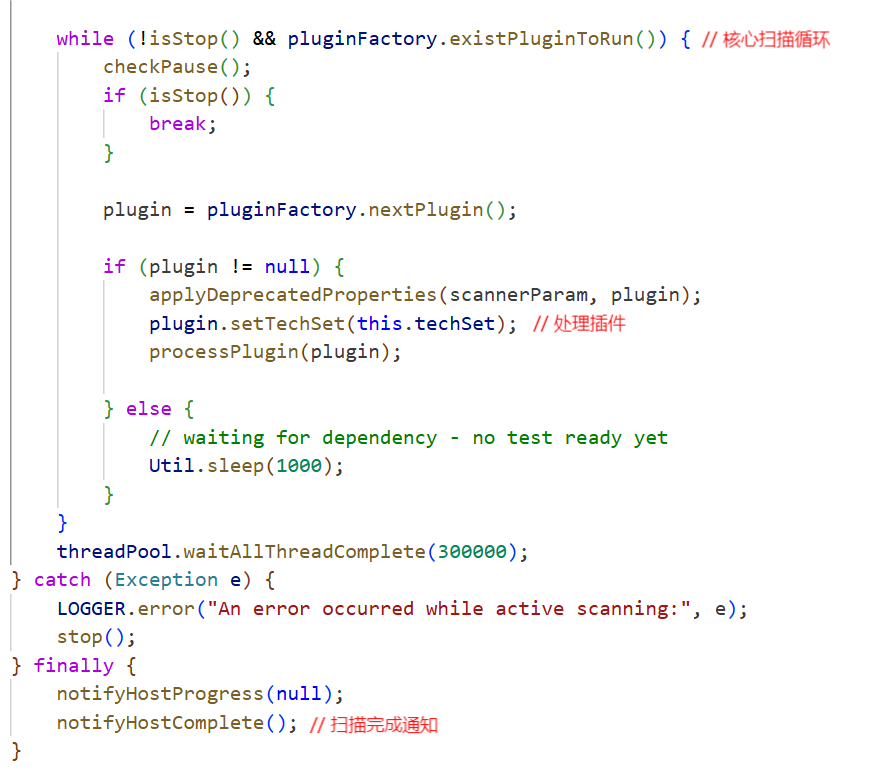 while (!isStop() && pluginFactory.existPluginToRun()) { // 核心扫描循环
checkPause();
if (isStop()) {
break;
}
plugin = pluginFactory.nextPlugin();
if (plugin != null) {
applyDeprecatedProperties(scannerParam, plugin);
plugin.setTechSet(this.techSet); // 处理插件
processPlugin(plugin);
} else {
// waiting for dependency - no test ready yet
Util.sleep(1000);
}
}
threadPool.waitAllThreadComplete(300000);
} catch (Exception e) {
LOGGER.error("An error occurred while active scanning:", e);
stop();
} finally {
notifyHostProgress(null);
notifyHostComplete(); // 扫描完成通知
}